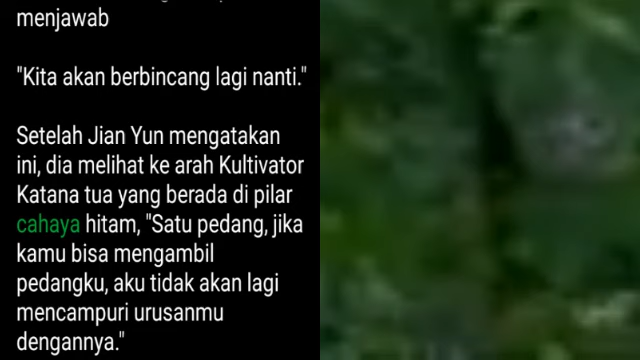 menjawab
"Kita akan berbincang lagi nanti."
Setelah Jian Yun mengatakan
ini, dia melihat ke arah Kultivator
Katana tua yang berada di pilar
cahaya hitam, "Satu pedang, jika
kamu bisa mengambil
pedangku, aku tidak akan lagi
mencampuri urusanmu
dengannya."